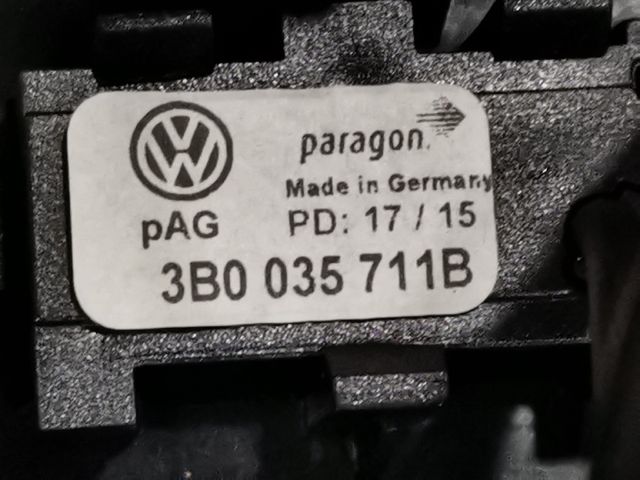 paragon.
Made in Germany
pAG
PD: 17 / 15
3B0 035 711B